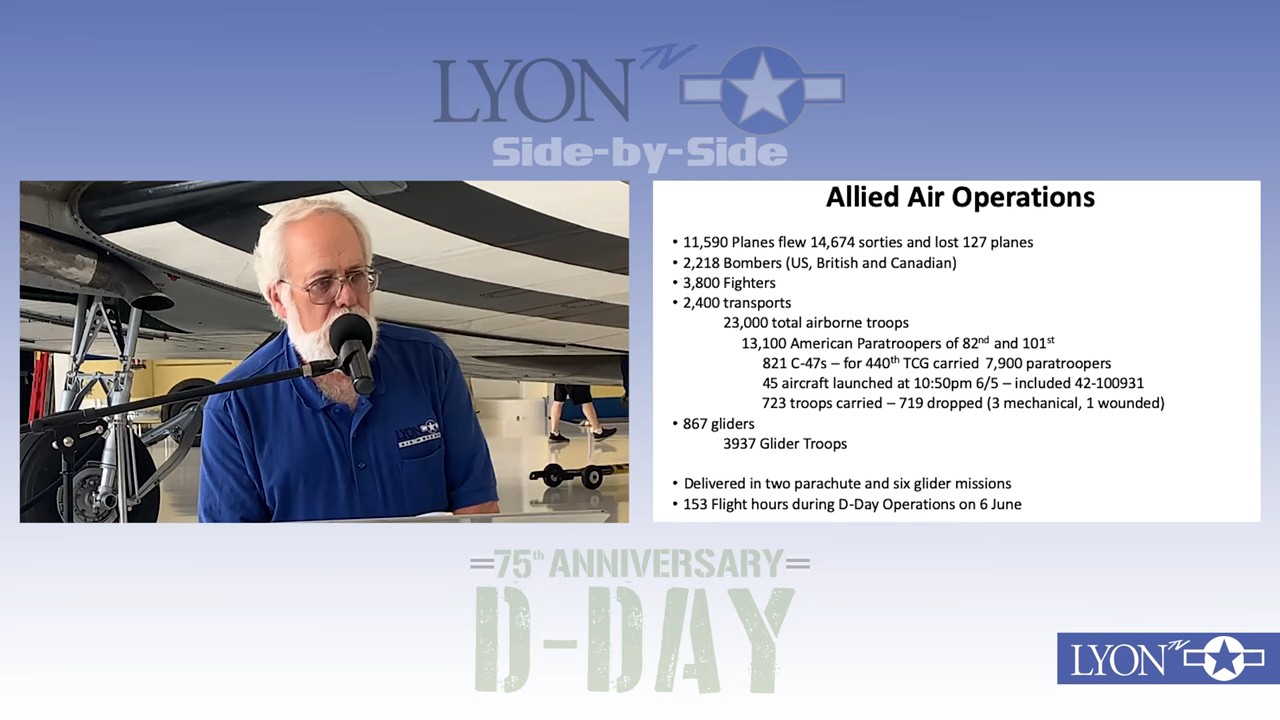 LYON TV
Side-by-Side
LYON
AIR MUSEUM
Allied Air Operations
• 11,590 Planes flew 14,674 sorties and lost 127 planes
• 2,218 Bombers (US, British and Canadian)
• 3,800 Fighters
• 2,400 transports
23,000 total airborne troops
13,100 American Paratroopers of 82nd and 101st
821 C-47s – for 440th TCG carried 7,900 paratroopers
45 aircraft launched at 10:50pm 6/5 – included 42-100931
723 troops carried – 719 dropped (3 mechanical, 1 wounded)
• 867 gliders
3937 Glider Troops
• Delivered in two parachute and six glider missions
• 153 Flight hours during D-Day Operations on 6 June
=75th ANNIVERSARY=
D-DAY
LYON TV